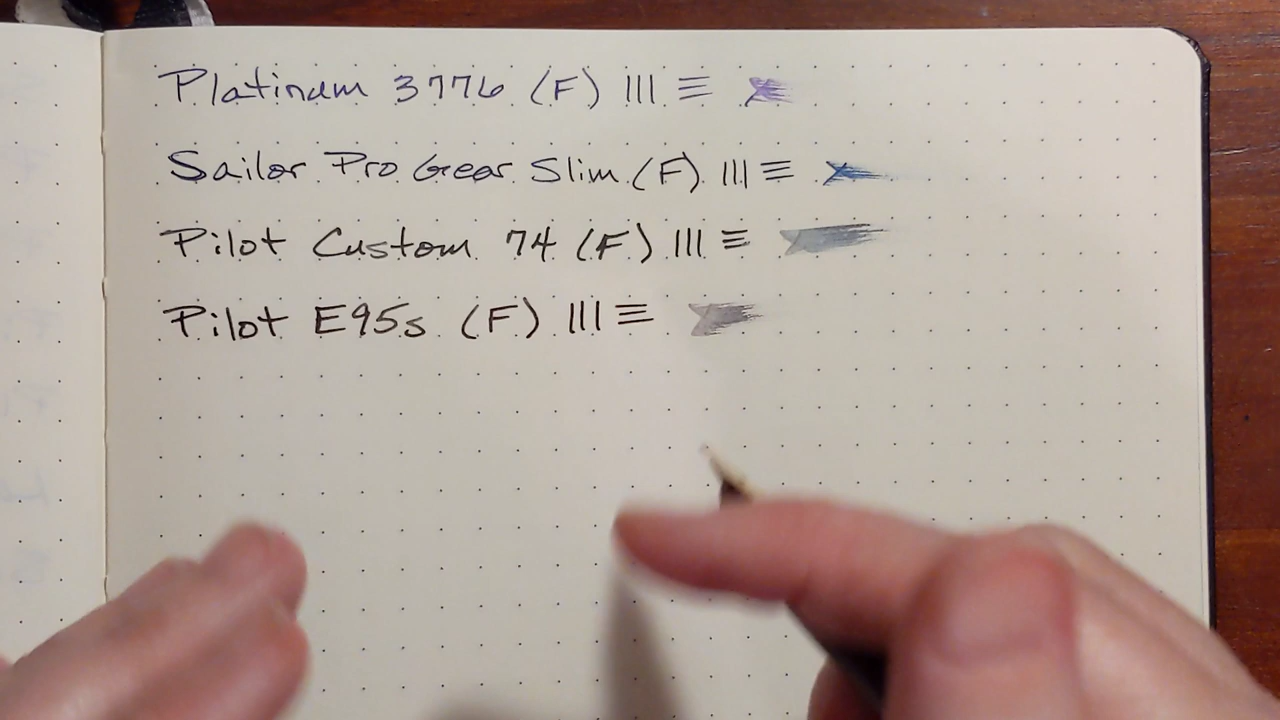 Platinum 3776 (F) ||| ≡
Sailor Pro Gear Slim (F) ||| ≡
Pilot Custom 74 (F) ||| ≡
Pilot E95s (F) ||| ≡